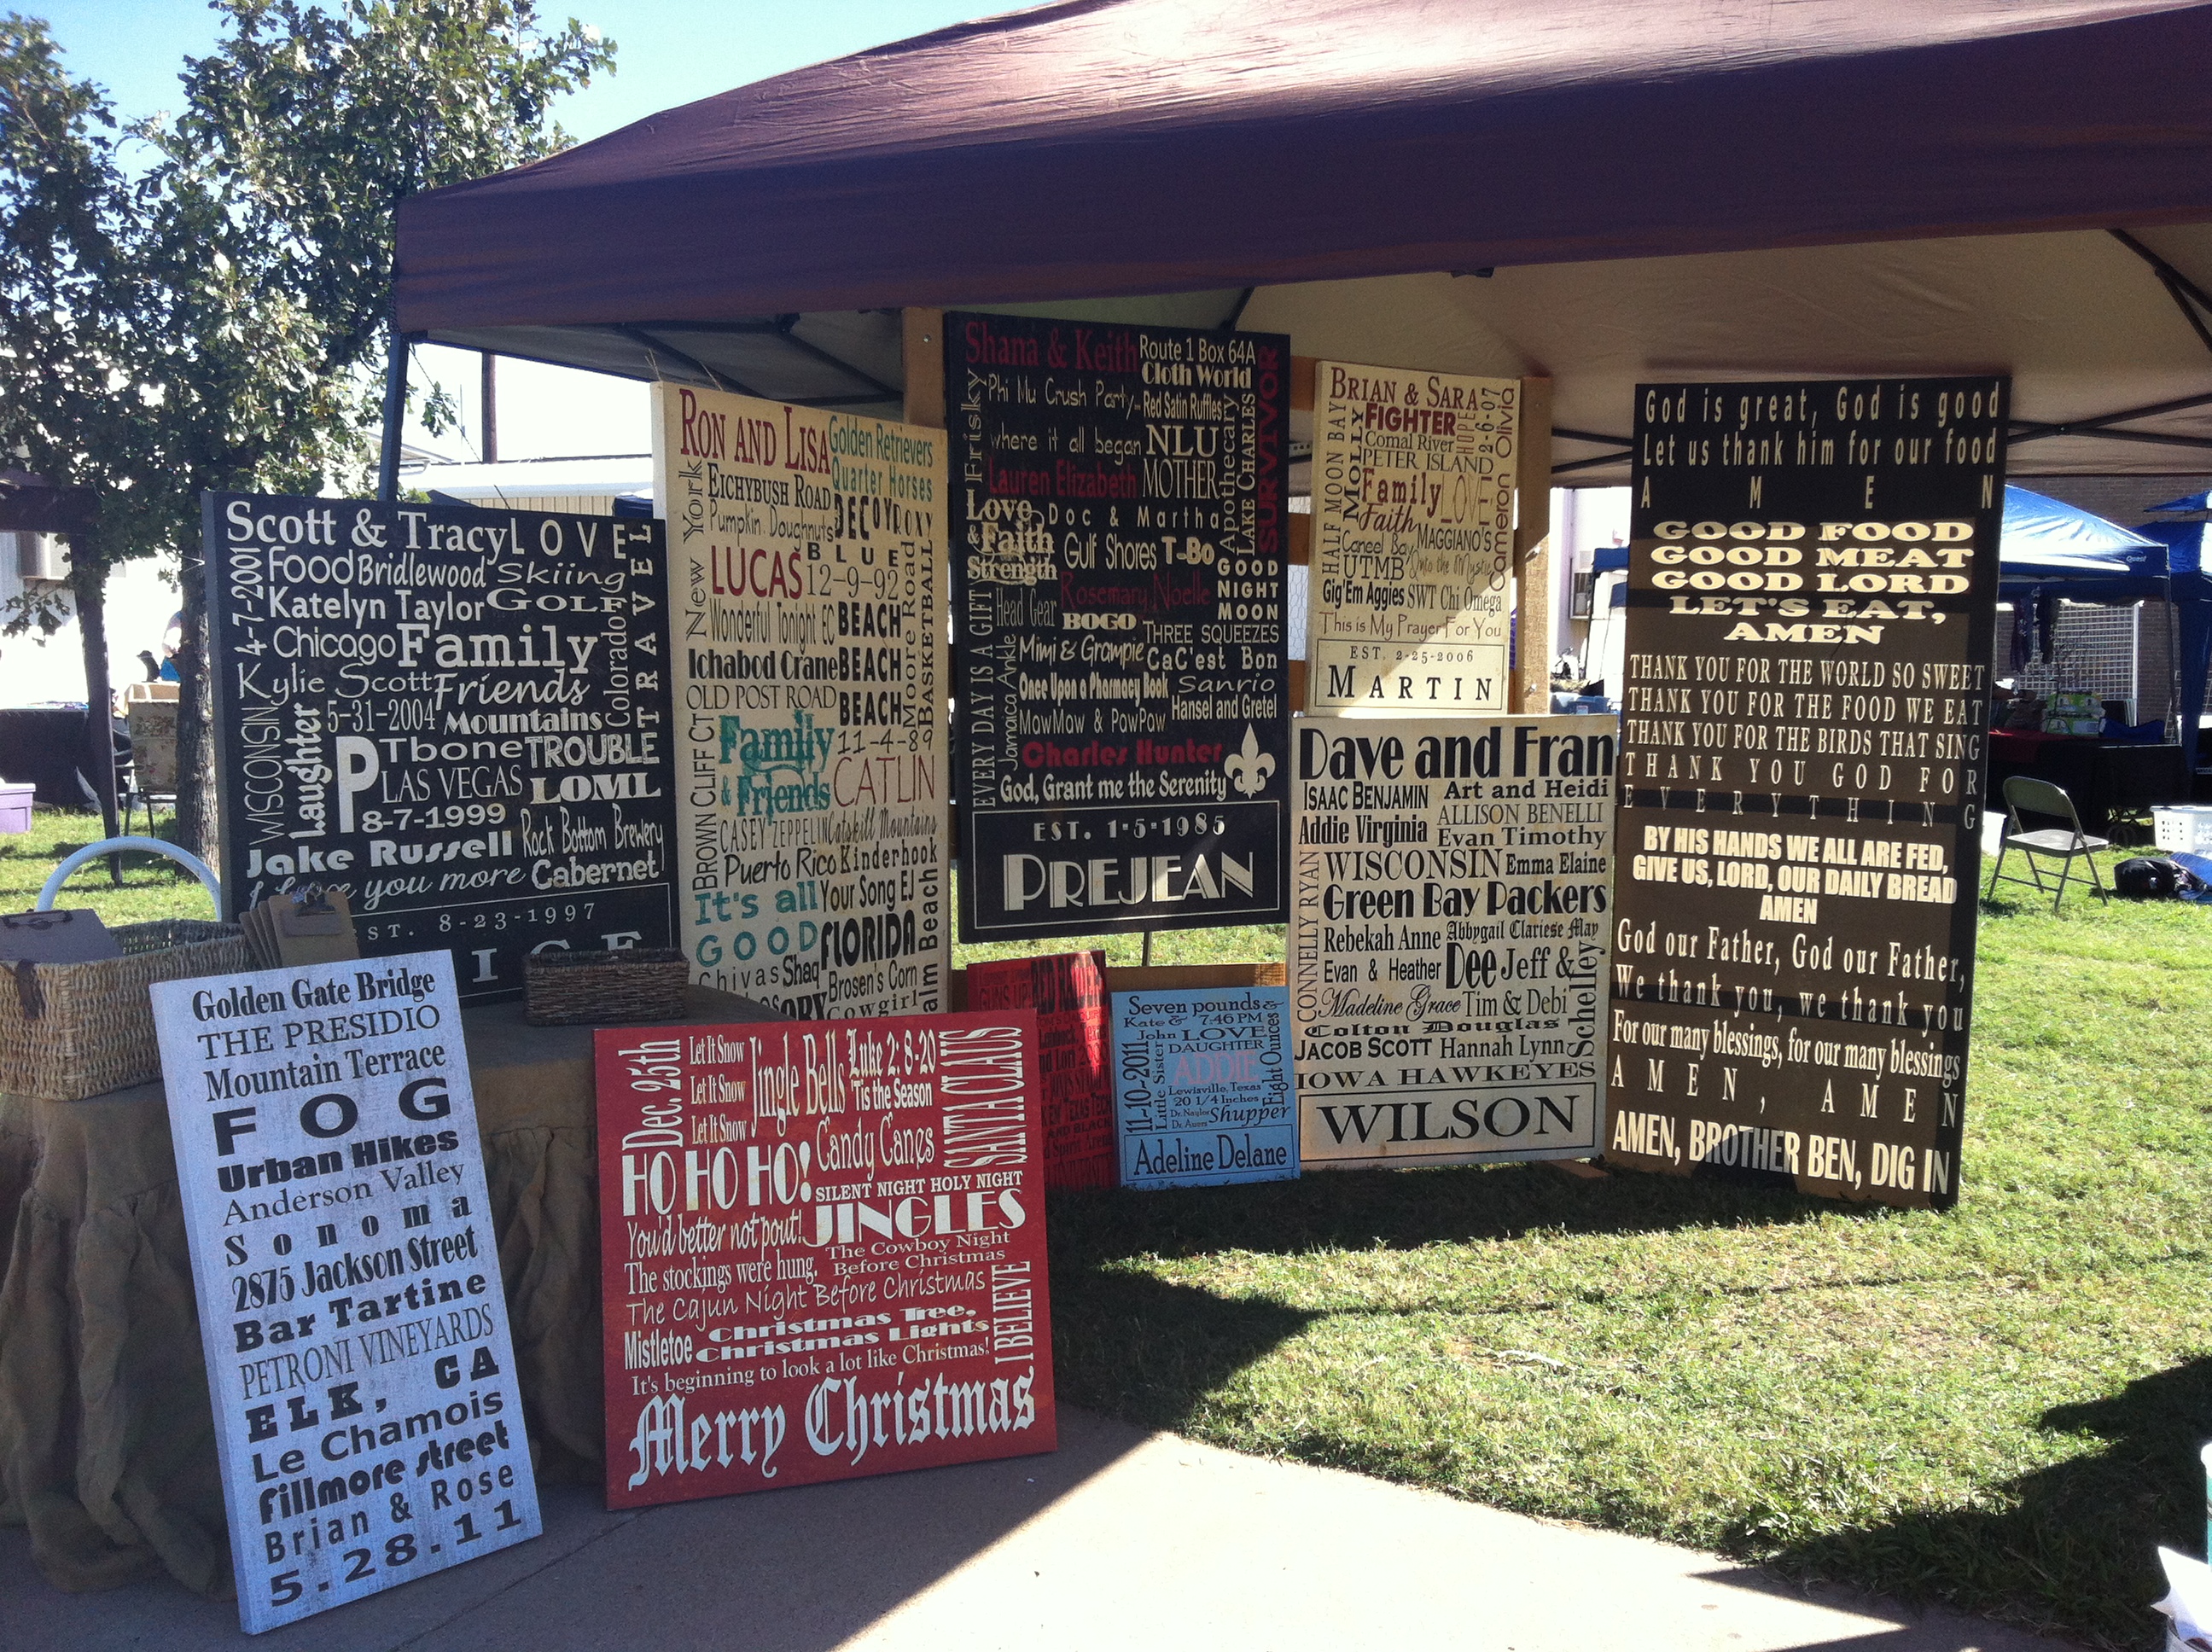 Scott & Tracy LOVE
4-7-2001
Food Bridlewood Skiing
Katelyn Taylor GOLF
Chicago Family
Colorado
TRAVEL
Kylie Scott Friends
WISCONSIN
Laughter
5-31-2004 Mountains
P Tbone TROUBLE
LAS VEGAS LOML
8-7-1999
Jake Russell Rock Bottom Brewery
you more Cabernet
EST. 8-23-1997
RON AND LISA
Golden Retrievers
Quarter Horses
New York
EICHYBUSH ROAD
DECOY ROXY
Pumpkin Doughnuts
BLUE
LUCAS 12-9-92
Wonderful Tonight EC
BEACH
Ichabod Crane BEACH
OLD POST ROAD BEACH
Moore Road
BASKETBALL
BROWN CLIFF CT
Family & Friends
11-4-89
CATLIN
CASEY ZEPPELIN Catskill Mountains
Puerto Rico Kinderhook
It's all GOOD
Your Song EJ
FLORIDA
Chivas Shaq Brosen's Corn
Cowgirl
Beach
Shana & Keith
Route 1 Box 64A
Cloth World
Frisky
Phi Mu Crush Party
Red Satin Ruffles
SURVIVOR
where it all began NLU
Lauren Elizabeth MOTHER
Apothecary
LAKE CHARLES
Love Faith & Strength
Doc & Martha
Gulf Shores T-Bo
GOOD NIGHT MOON
Rosemary Noelle
EVERY DAY IS A GIFT
Head Gear BOGO THREE SQUEEZES
Jamaica Ankle
Mimi & Grampie CaC'est Bon
Once Upon a Pharmacy Book Sanrio
MawMaw & PawPaw Hansel and Gretel
Charles Hunter
God, Grant me the Serenity
EST. 1-5-1985
PREJEAN
BRIAN & SARA
HALF MOON BAY
MOLLY
FIGHTER
HOPE
12-6-07
Comal River
PETER ISLAND
Family LOVE
Faith MAGGIANO'S
Cameron Olivia
Caneel Bay
UTMB Into the Mystic
Gig'Em Aggies SWT Chi Omega
This is My Prayer For You
EST. 2-25-2006
MARTIN
Dave and Fran
ISAAC BENJAMIN Art and Heidi
Addie Virginia ALLISON BENELLI
Evan Timothy
WISCONSIN Emma Elaine
CONNELLY RYAN
Green Bay Packers
Rebekah Anne Abbygail Clariese May
Evan & Heather Dee Jeff & Schelley
Madeline Grace Tim & Debi
Colton Douglas
JACOB SCOTT Hannah Lynn
IOWA HAWKEYES
WILSON
God is great, God is good
Let us thank him for our food
AMEN
GOOD FOOD
GOOD MEAT
GOOD LORD
LET'S EAT,
AMEN
THANK YOU FOR THE WORLD SO SWEET
THANK YOU FOR THE FOOD WE EAT
THANK YOU FOR THE BIRDS THAT SING
THANK YOU GOD FOR
EVERYTHING
BY HIS HANDS WE ALL ARE FED,
GIVE US, LORD, OUR DAILY BREAD
AMEN
God our Father, God our Father,
We thank you, we thank you
For our many blessings, for our many blessings
AMEN, AMEN
AMEN, BROTHER BEN, DIG IN
Golden Gate Bridge
THE PRESIDIO
Mountain Terrace
FOG
Urban Hikes
Anderson Valley
Sonoma
2875 Jackson Street
Bar Tartine
PETRONI VINEYARDS
ELK, CA
Le Chamois
fillmore street
Brian & Rose
5.28.11
Dec. 25th
Let It Snow
Let It Snow
Let It Snow
Jingle Bells
Luke 2: 8-20
'Tis the Season
SANTA CLAUS
HO HO HO! Candy Canes
SILENT NIGHT HOLY NIGHT
You'd better not pout! JINGLES
The stockings were hung.
The Cowboy Night
Before Christmas
The Cajun Night Before Christmas
I BELIEVE
Mistletoe Christmas Tree,
Christmas Lights
It's beginning to look a lot like Christmas!
Merry Christmas
GUNS UP RED RAIDERS
Seven pounds &
Eight Ounces
Kate & John
7:46 PM
LOVE
11-10-2011
Little Sister
DAUGHTER
ADDIE
Lewisville, Texas
20 1/4 Inches
Shupper
Adeline Delane